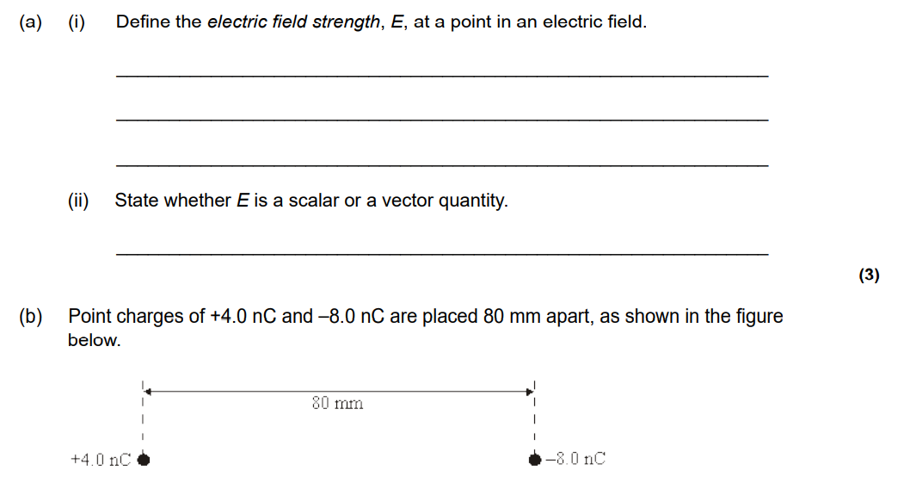 (a) (i) Define the electric field strength, E, at a point in an electric field.
(ii) State whether E is a scalar or a vector quantity.
(3)
(b) Point charges of +4.0 nC and –8.0 nC are placed 80 mm apart, as shown in the figure
below.
80 mm
+4.0 nC –8.0 nC